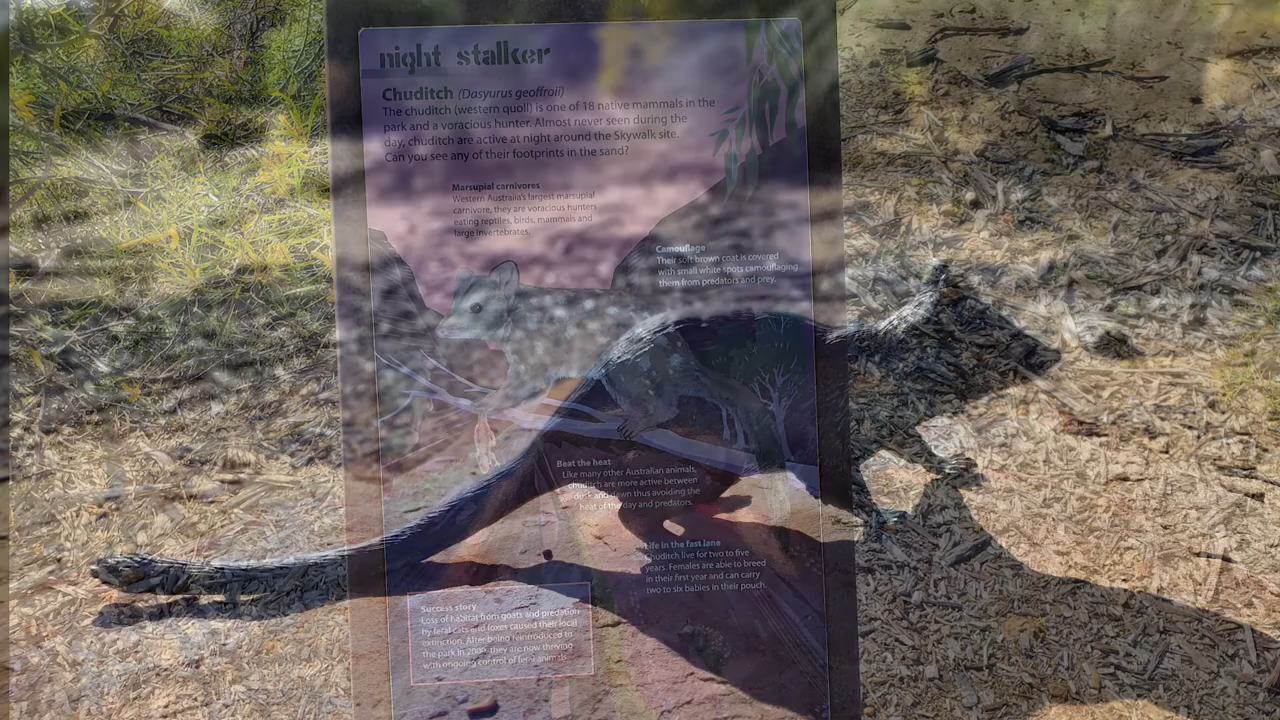 night stalker
Chuditch (Dasyurus geoffroii)
The chuditch (western quoll) is one of 18 native mammals in the
park and a voracious hunter. Almost never seen during the
day, chuditch are active at night around the Skywalk site.
Can you see any of their footprints in the sand?
Marsupial carnivores
Western Australia's largest marsupial
carnivore, they are voracious hunters
eating reptiles, birds, mammals and
large invertebrates.
Camouflage
Their soft brown coat is covered
with small white spots camouflaging
them from predators and prey.
Beat the heat
Like many other Australian animals,
chuditch are more active between
dusk and dawn thus avoiding the
heat of the day and predators.
Life in the fast lane
Chuditch live for two to five
years. Females are able to breed
in their first year and can carry
two to six babies in their pouch.
Success story
Loss of habitat from goats and predation
by feral cats and foxes caused their local
extinction. After being reintroduced to
the park in 2000, they are now thriving
with ongoing control of feral animals